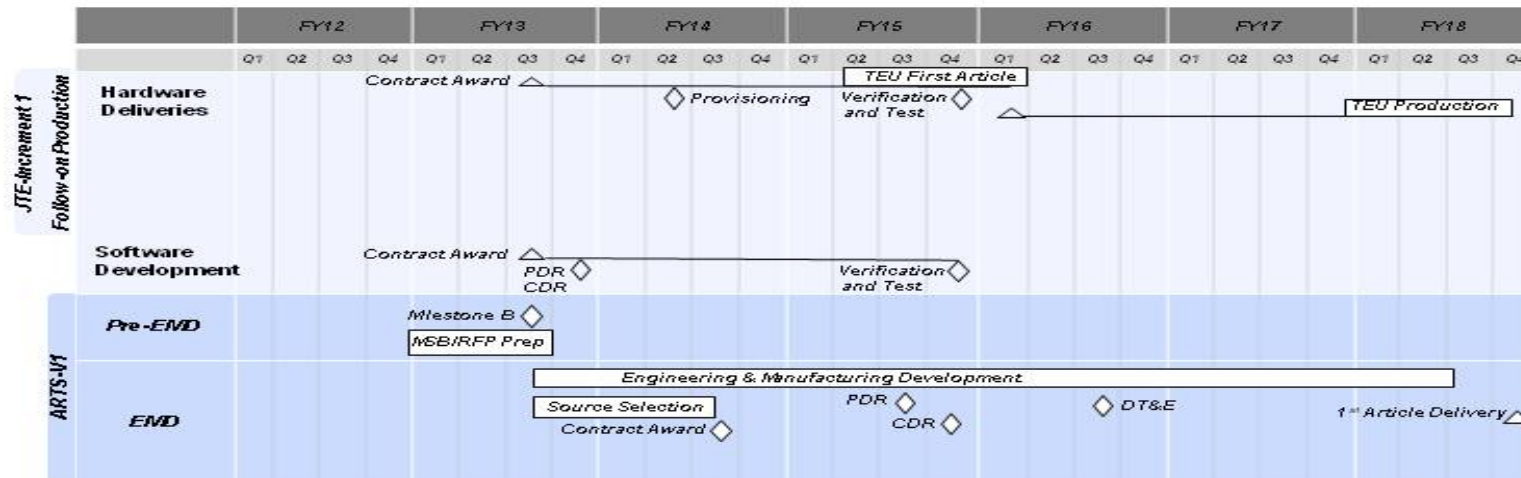 FY12 FY13 FY14 FY15 FY16 FY17 FY18
Q1 Q2 Q3 Q4 Q1 Q2 Q3 Q4 Q1 Q2 Q3 Q4 Q1 Q2 Q3 Q4 Q1 Q2 Q3 Q4 Q1 Q2 Q3 Q4 Q1 Q2 Q3 Q4
JTE-Increment 1
Follow-on Production
Hardware
Deliveries
Contract Award
TEU First Article
Provisioning
Verification
and Test
TEU Production
Software
Development
Contract Award
PDR
CDR
Verification
and Test
ARTS-V1
Pre-EMD
Milestone B
MSB/RFP Prep
EMD
Engineering & Manufacturing Development
Source Selection
Contract Award
PDR
CDR
DT&E
1st Article Delivery